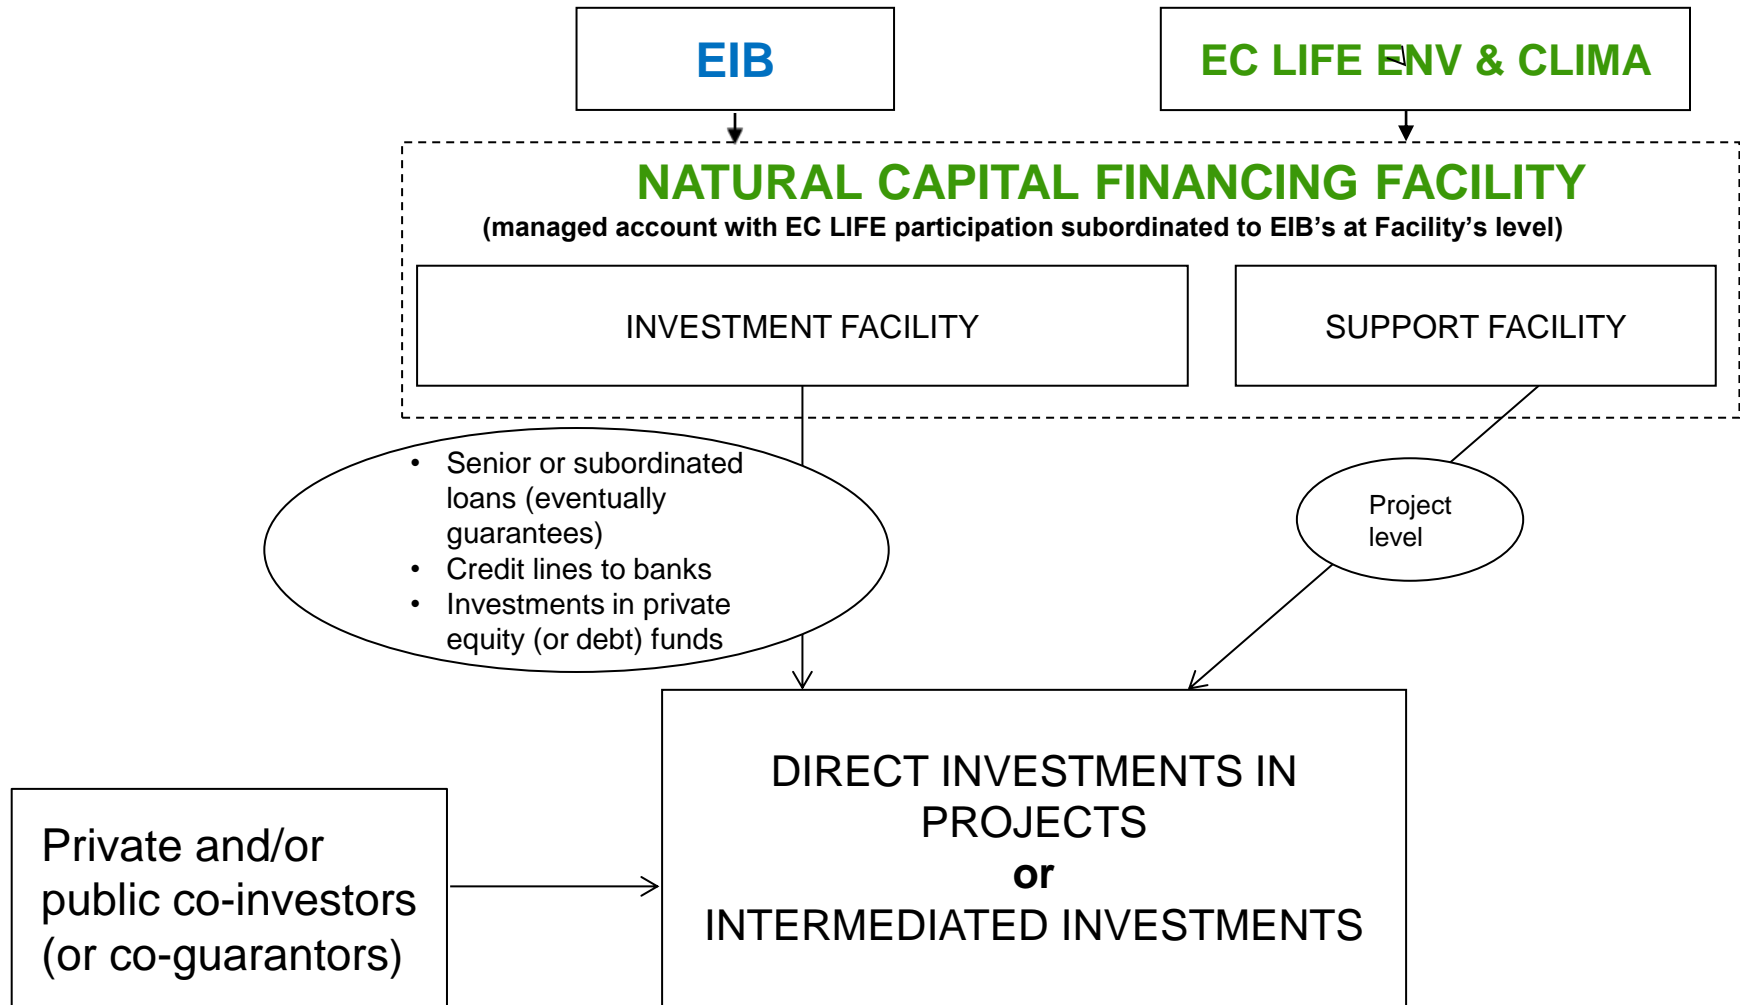 EIB
EC LIFE ENV & CLIMA
NATURAL CAPITAL FINANCING FACILITY
(managed account with EC LIFE participation subordinated to EIB's at Facility's level)
INVESTMENT FACILITY
SUPPORT FACILITY
• Senior or subordinated
loans (eventually
guarantees)
• Credit lines to banks
• Investments in private
equity (or debt) funds
Project
level
DIRECT INVESTMENTS IN
PROJECTS
or
INTERMEDIATED INVESTMENTS
Private and/or
public co-investors
(or co-guarantors)